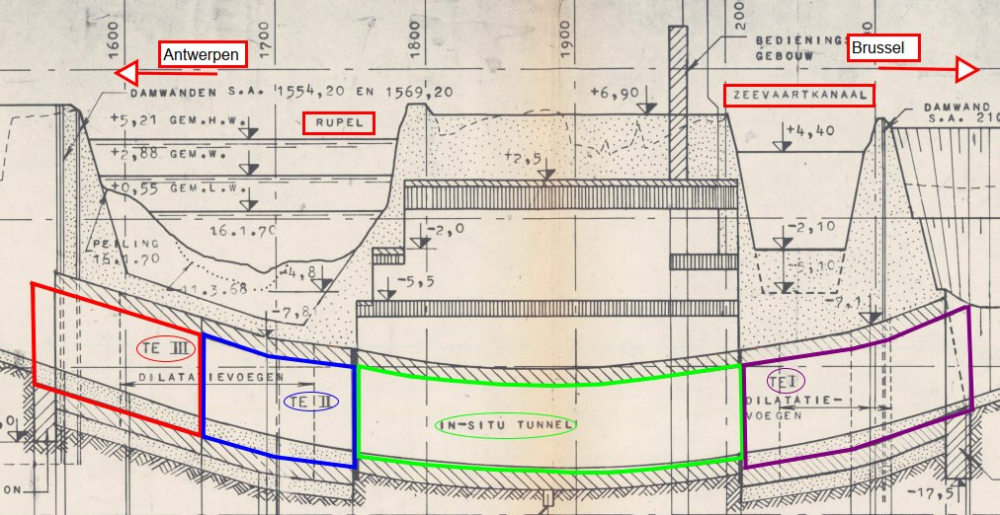 1600
1700
1800
1900
200
Antwerpen
Brussel
BEDIENINGS
GEBOUW
DAMWANDEN S.A. 1554,20 EN 1569,20
+6,90
ZEEVAARTKANAAL
DAMWAND
S.A. 210
+5,21 GEM.H.W.
RUPEL
+4,40
+2,88 GEM.W.
+2,5
+0,55 GEM.L.W.
16.1.70
-2,0
-2,10
PEILING
16.1.70
-4,8
-5,10
11.3.68
-5,5
-7,8
-7,1
TE III
DILATATIEVOEGEN
TE II
IN-SITU TUNNEL
TE I
DILATATIE-
VOEGEN
,0
ON
-17,5